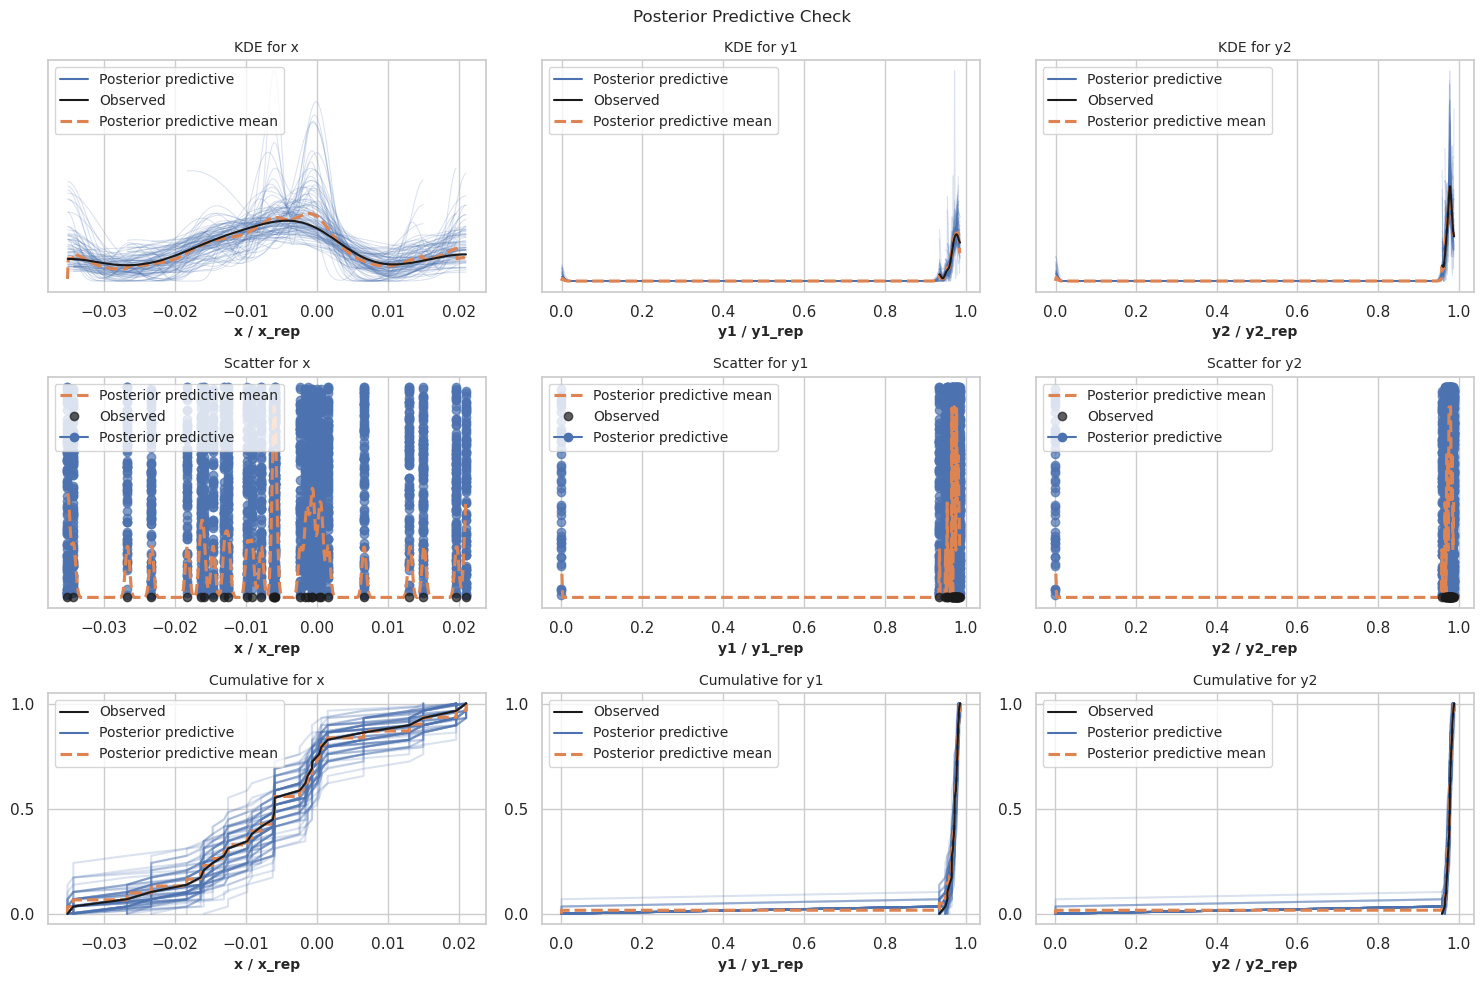 Posterior Predictive Check
KDE for x
Posterior predictive
Observed
Posterior predictive mean
−0.03 −0.02 −0.01 0.00 0.01 0.02
x / x_rep
KDE for y1
Posterior predictive
Observed
Posterior predictive mean
0.0 0.2 0.4 0.6 0.8 1.0
y1 / y1_rep
KDE for y2
Posterior predictive
Observed
Posterior predictive mean
0.0 0.2 0.4 0.6 0.8 1.0
y2 / y2_rep
Scatter for x
Posterior predictive mean
Observed
Posterior predictive
−0.03 −0.02 −0.01 0.00 0.01 0.02
x / x_rep
Scatter for y1
Posterior predictive mean
Observed
Posterior predictive
0.0 0.2 0.4 0.6 0.8 1.0
y1 / y1_rep
Scatter for y2
Posterior predictive mean
Observed
Posterior predictive
0.0 0.2 0.4 0.6 0.8 1.0
y2 / y2_rep
Cumulative for x
1.0
0.5
0.0
Observed
Posterior predictive
Posterior predictive mean
−0.03 −0.02 −0.01 0.00 0.01 0.02
x / x_rep
Cumulative for y1
1.0
0.5
0.0
Observed
Posterior predictive
Posterior predictive mean
0.0 0.2 0.4 0.6 0.8 1.0
y1 / y1_rep
Cumulative for y2
1.0
0.5
0.0
Observed
Posterior predictive
Posterior predictive mean
0.0 0.2 0.4 0.6 0.8 1.0
y2 / y2_rep